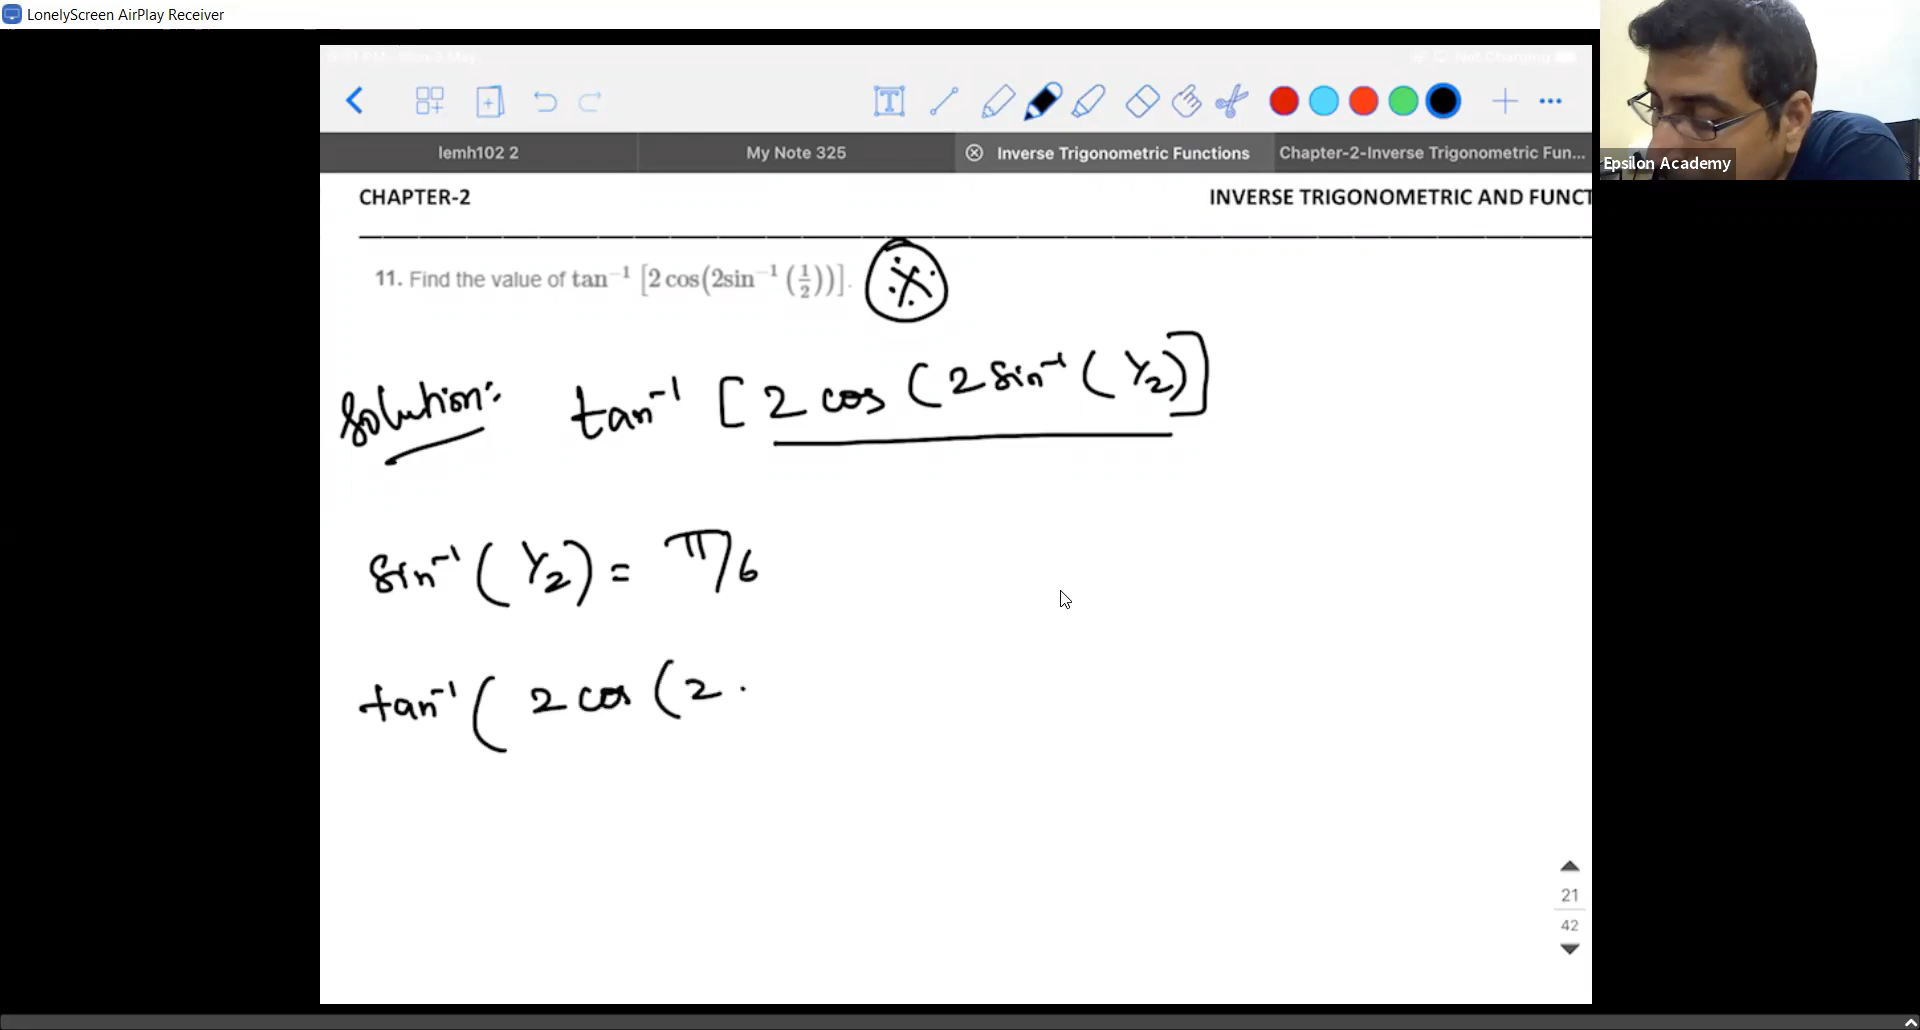 LonelyScreen AirPlay Receiver
lemh102 2
My Note 325
Inverse Trigonometric Functions
Chapter-2-Inverse Trigonometric Fun...
Epsilon Academy
CHAPTER-2
INVERSE TRIGONOMETRIC AND FUNCT
11. Find the value of tan⁻¹ [2 cos(2sin⁻¹ (1/2))].
Solution: tan⁻¹ [2 cos (2 sin⁻¹ (1/2)]
sin⁻¹ (1/2) = π/6
tan⁻¹ ( 2 cos (2 .
21
42